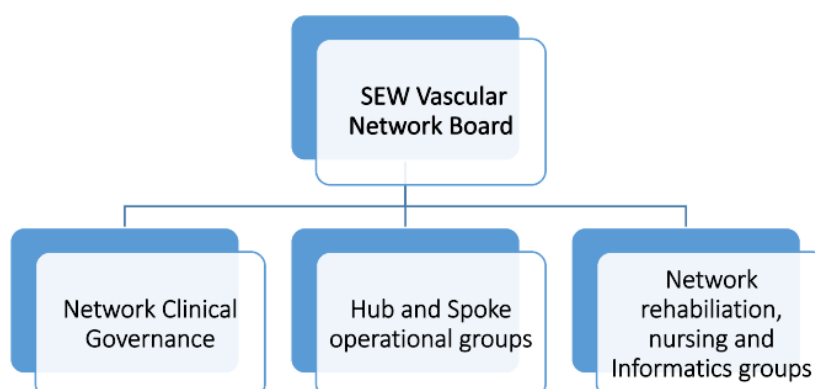 SEW Vascular
Network Board
Network Clinical
Governance
Hub and Spoke
operational groups
Network
rehabiliation,
nursing and
Informatics groups